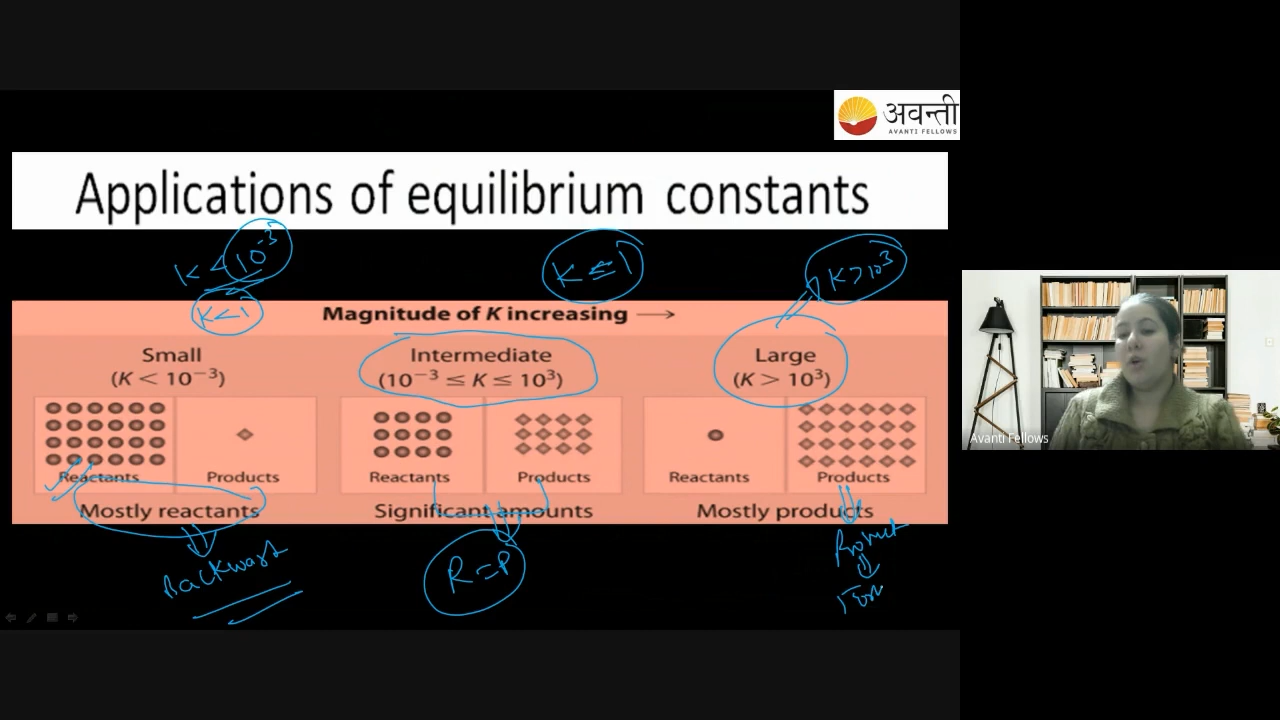 अवन्ती
AVANTI FELLOWS
Applications of equilibrium constants
K < 10⁻³
K ≤ 1
K > 10³
K < 1
Magnitude of K increasing →
Small
(K < 10⁻³)
Intermediate
(10⁻³ ≤ K ≤ 10³)
Large
(K > 10³)
Reactants
Products
Reactants
Products
Reactants
Products
Mostly reactants
Significant amounts
Mostly products
Backward
R = P
Product
Avanti Fellows